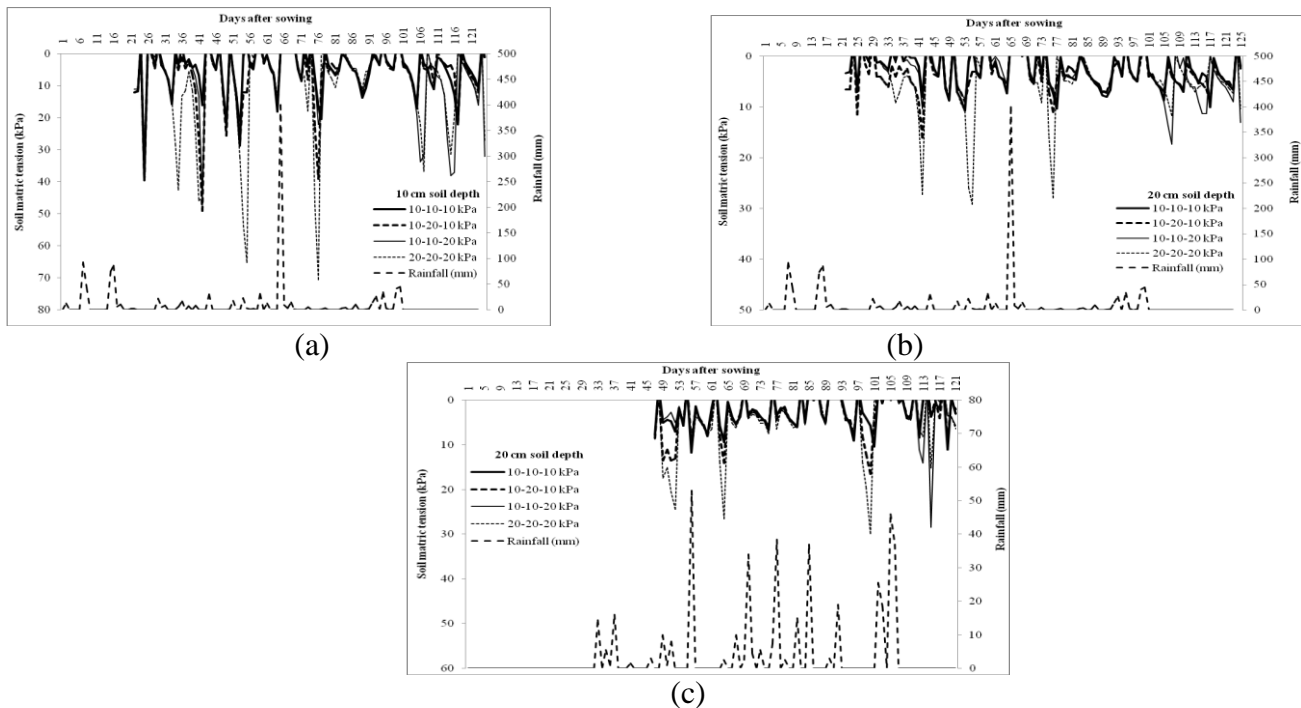 Days after sowing
1 6 11 16 21 26 31 36 41 46 51 56 61 66 71 76 81 86 91 96 101 106 111 116 121
0 10 20 30 40 50 60 70 80
Soil matric tension (kPa)
500 450 400 350 300 250 200 150 100 50 0
Rainfall (mm)
10 cm soil depth
10-10-10 kPa
10-20-10 kPa
10-10-20 kPa
20-20-20 kPa
Rainfall (mm)
(a)
Days after sowing
1 5 9 13 17 21 25 29 33 37 41 45 49 53 57 61 65 69 73 77 81 85 89 93 97 101 105 109 113 117 121 125
0 10 20 30 40 50
Soil matric tension (kPa)
500 450 400 350 300 250 200 150 100 50 0
Rainfall (mm)
20 cm soil depth
10-10-10 kPa
10-20-10 kPa
10-10-20 kPa
20-20-20 kPa
Rainfall (mm)
(b)
Days after sowing
1 5 9 13 17 21 25 29 33 37 41 45 49 53 57 61 65 69 73 77 81 85 89 93 97 101 105 109 113 117 121
0 10 20 30 40 50 60
Soil matric tension (kPa)
80 70 60 50 40 30 20 10 0
Rainfall (mm)
20 cm soil depth
10-10-10 kPa
10-20-10 kPa
10-10-20 kPa
20-20-20 kPa
Rainfall (mm)
(c)